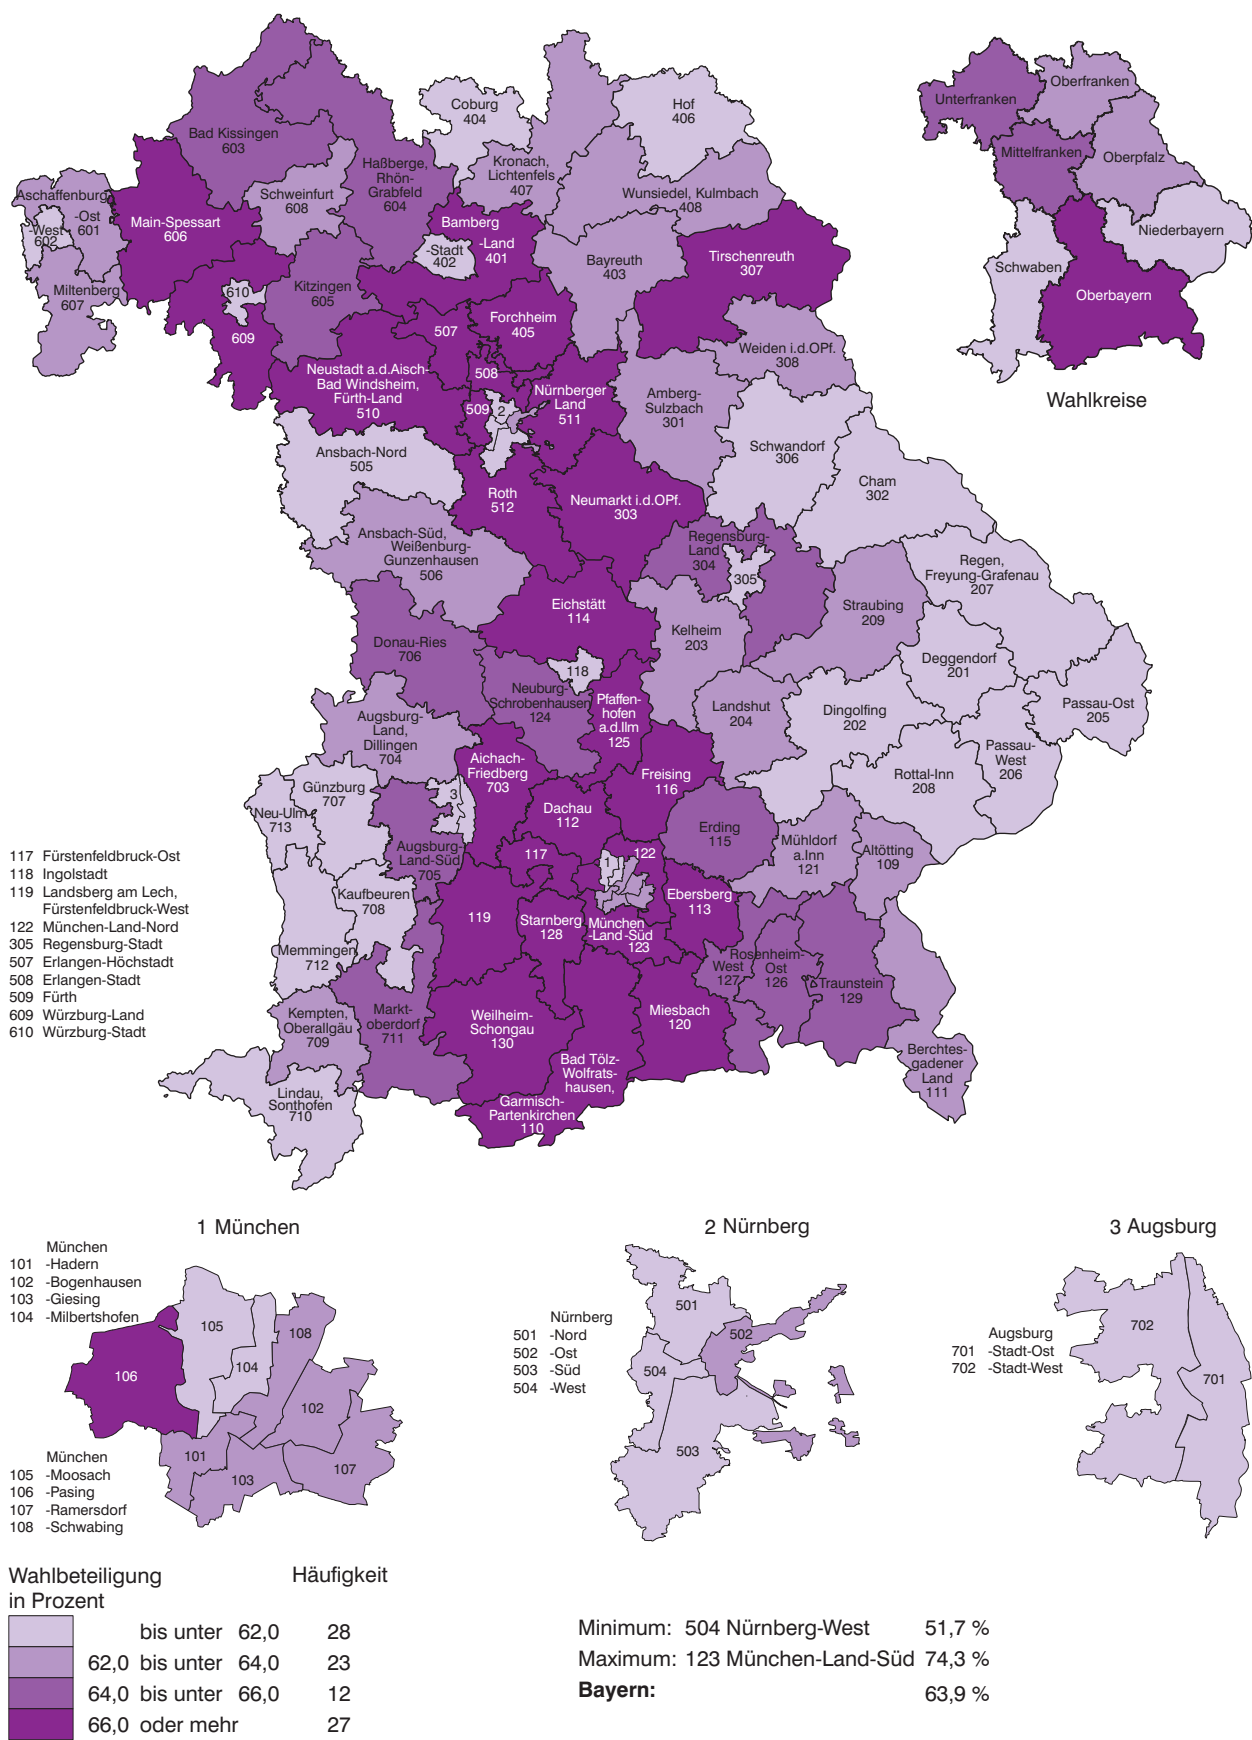 Coburg
404
Hof
406
Bad Kissingen
603
Haßberge,
Rhön-
Grabfeld
604
Kronach,
Lichtenfels
407
Wunsiedel, Kulmbach
408
Aschaffenburg
-Ost
601
-West
602
Main-Spessart
606
Schweinfurt
608
Bamberg
-Land
401
-Stadt
402
Bayreuth
403
Tirschenreuth
307
Miltenberg
607
610
609
Kitzingen
605
507
Forchheim
405
Weiden i.d.OPf.
308
Neustadt a.d.Aisch-
Bad Windsheim,
Fürth-Land
510
508
509
2
Nürnberger
Land
511
Amberg-
Sulzbach
301
Ansbach-Nord
505
Schwandorf
306
Cham
302
Roth
512
Neumarkt i.d.OPf.
303
Ansbach-Süd,
Weißenburg-
Gunzenhausen
506
Regensburg-
Land
304
305
Regen,
Freyung-Grafenau
207
Eichstätt
114
Straubing
209
Kelheim
203
Donau-Ries
706
Deggendorf
201
118
Neuburg-
Schrobenhausen
124
Pfaffen-
hofen
a.d.Ilm
125
Landshut
204
Dingolfing
202
Passau-Ost
205
Augsburg-
Land,
Dillingen
704
Passau-
West
206
Aichach-
Friedberg
703
Freising
116
Rottal-Inn
208
Günzburg
707
3
Neu-Ulm
713
Dachau
112
Erding
115
Mühldorf
a.Inn
121
Altötting
109
Augsburg-
Land-Süd
705
117
1
122
Kaufbeuren
708
Ebersberg
113
119
Starnberg
128
München
-Land-Süd
123
Memmingen
712
Rosenheim-
West
127
Ost
126
Traunstein
129
Kempten,
Oberallgäu
709
Markt-
oberdorf
711
Weilheim-
Schongau
130
Miesbach
120
Bad Tölz-
Wolfrats-
hausen,
Garmisch-
Partenkirchen
110
Berchtes-
gadener
Land
111
Lindau,
Sonthofen
710
Unterfranken
Oberfranken
Mittelfranken
Oberpfalz
Niederbayern
Schwaben
Oberbayern
Wahlkreise
117 Fürstenfeldbruck-Ost
118 Ingolstadt
119 Landsberg am Lech,
Fürstenfeldbruck-West
122 München-Land-Nord
305 Regensburg-Stadt
507 Erlangen-Höchstadt
508 Erlangen-Stadt
509 Fürth
609 Würzburg-Land
610 Würzburg-Stadt
1 München
München
101 -Hadern
102 -Bogenhausen
103 -Giesing
104 -Milbertshofen
105
108
104
106
102
101
103
107
München
105 -Moosach
106 -Pasing
107 -Ramersdorf
108 -Schwabing
2 Nürnberg
Nürnberg
501 -Nord
502 -Ost
503 -Süd
504 -West
501
502
504
503
3 Augsburg
Augsburg
701 -Stadt-Ost
702 -Stadt-West
702
701
Wahlbeteiligung Häufigkeit
in Prozent
bis unter 62,0 28
62,0 bis unter 64,0 23
64,0 bis unter 66,0 12
66,0 oder mehr 27
Minimum: 504 Nürnberg-West 51,7 %
Maximum: 123 München-Land-Süd 74,3 %
Bayern: 63,9 %